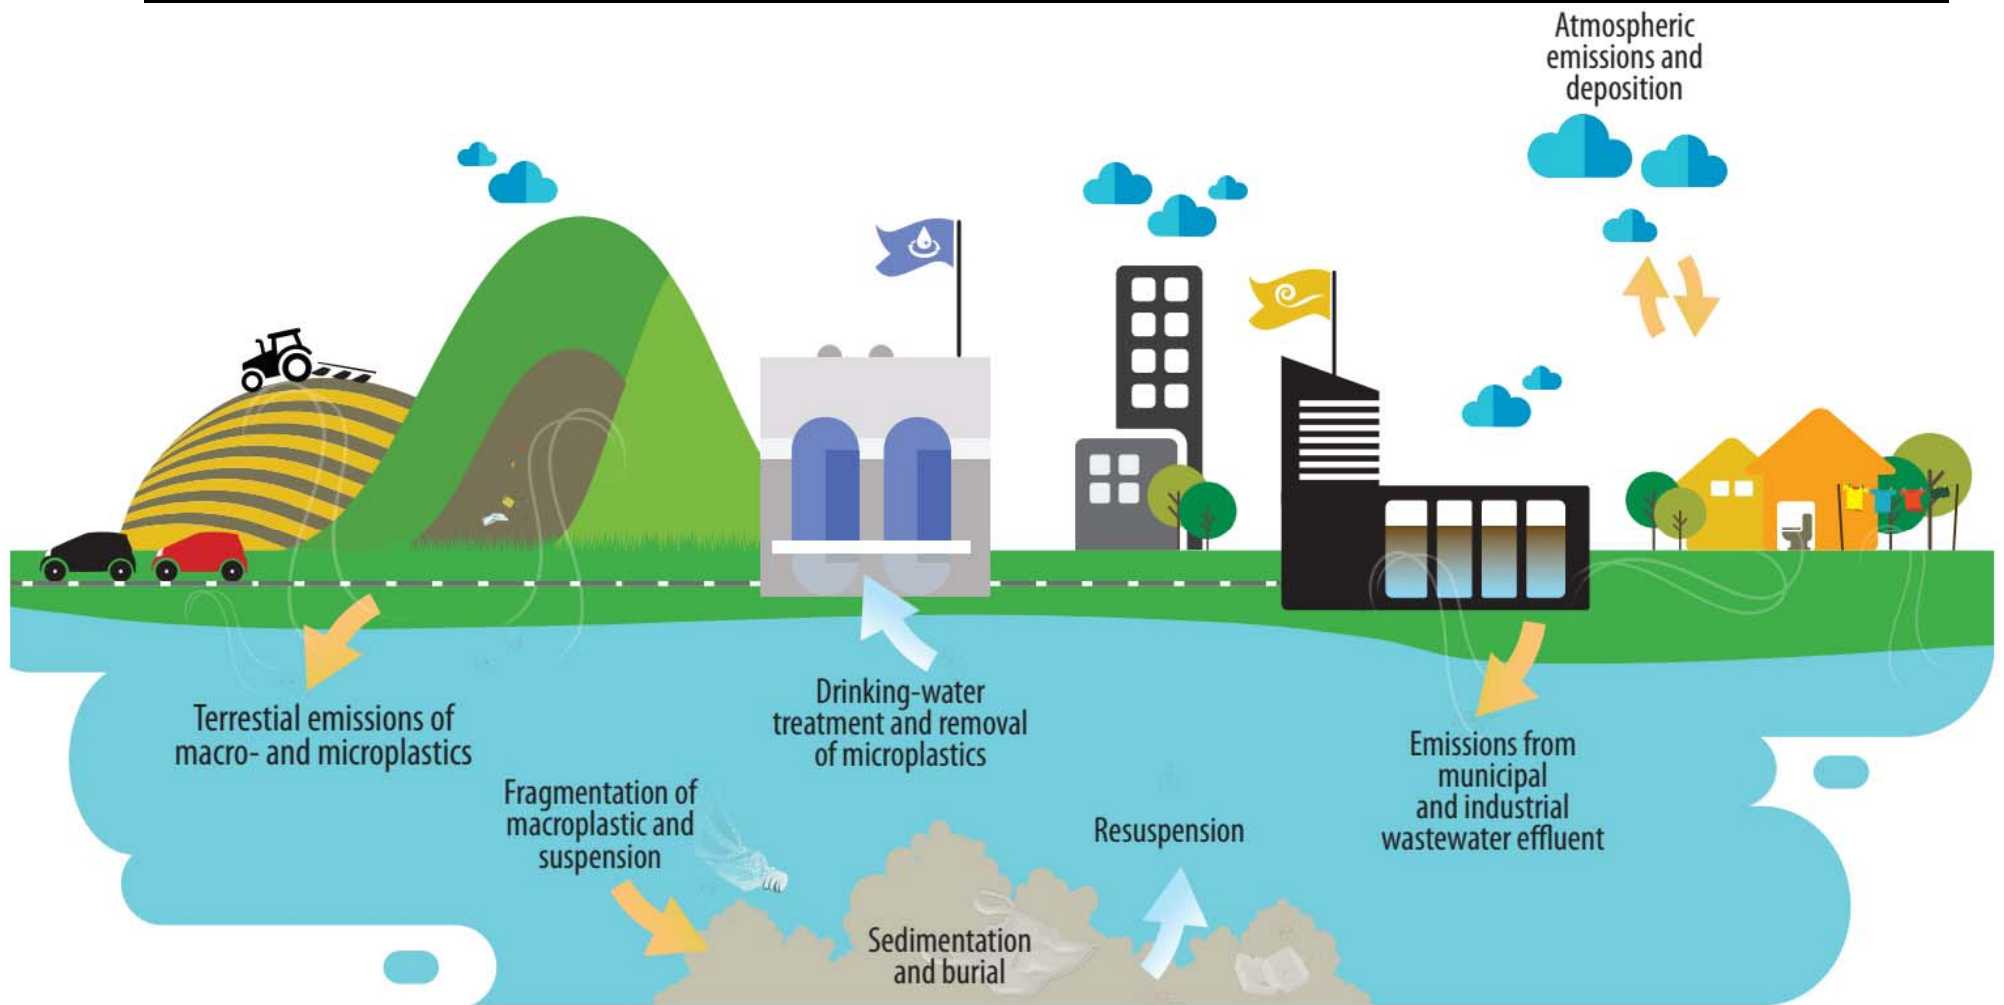 Atmospheric
emissions and
deposition
Terrestial emissions of
macro- and microplastics
Drinking-water
treatment and removal
of microplastics
Emissions from
municipal
and industrial
wastewater effluent
Fragmentation of
macroplastic and
suspension
Resuspension
Sedimentation
and burial